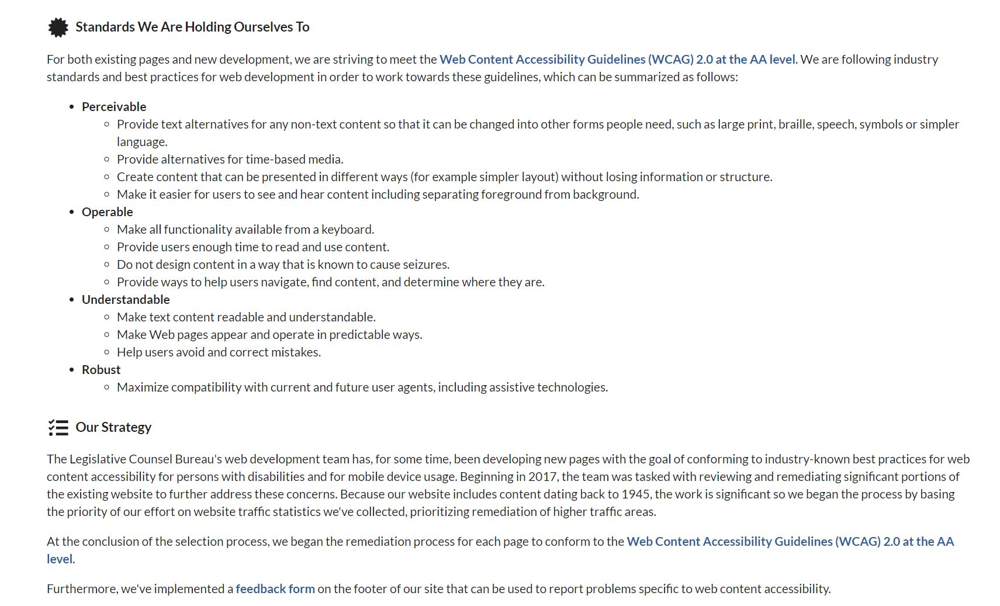 Standards We Are Holding Ourselves To
For both existing pages and new development, we are striving to meet the Web Content Accessibility Guidelines (WCAG) 2.0 at the AA level. We are following industry
standards and best practices for web development in order to work towards these guidelines, which can be summarized as follows:
Perceivable
Provide text alternatives for any non-text content so that it can be changed into other forms people need, such as large print, braille, speech, symbols or simpler
language.
Provide alternatives for time-based media.
Create content that can be presented in different ways (for example simpler layout) without losing information or structure.
Make it easier for users to see and hear content including separating foreground from background.
Operable
Make all functionality available from a keyboard.
Provide users enough time to read and use content.
Do not design content in a way that is known to cause seizures.
Provide ways to help users navigate, find content, and determine where they are.
Understandable
Make text content readable and understandable.
Make Web pages appear and operate in predictable ways.
Help users avoid and correct mistakes.
Robust
Maximize compatibility with current and future user agents, including assistive technologies.
Our Strategy
The Legislative Counsel Bureau's web development team has, for some time, been developing new pages with the goal of conforming to industry-known best practices for web
content accessibility for persons with disabilities and for mobile device usage. Beginning in 2017, the team was tasked with reviewing and remediating significant portions of
the existing website to further address these concerns. Because our website includes content dating back to 1945, the work is significant so we began the process by basing
the priority of our effort on website traffic statistics we've collected, prioritizing remediation of higher traffic areas.
At the conclusion of the selection process, we began the remediation process for each page to conform to the Web Content Accessibility Guidelines (WCAG) 2.0 at the AA
level.
Furthermore, we've implemented a feedback form on the footer of our site that can be used to report problems specific to web content accessibility.